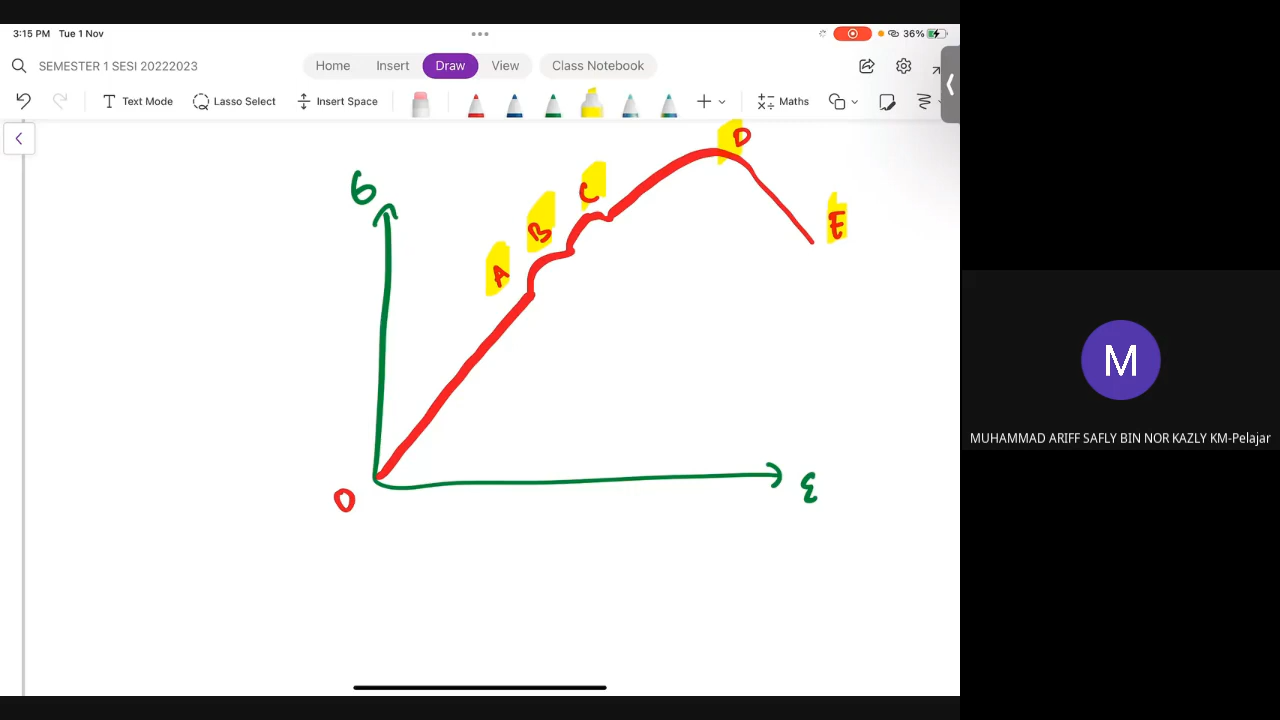 3:15 PM Tue 1 Nov
36%
SEMESTER 1 SESI 20222023
Home Insert Draw View Class Notebook
Text Mode Lasso Select Insert Space Maths
D
C
σ
B
E
A
M
MUHAMMAD ARIFF SAFLY BIN NOR KAZLY KM-Pelajar
ε
O